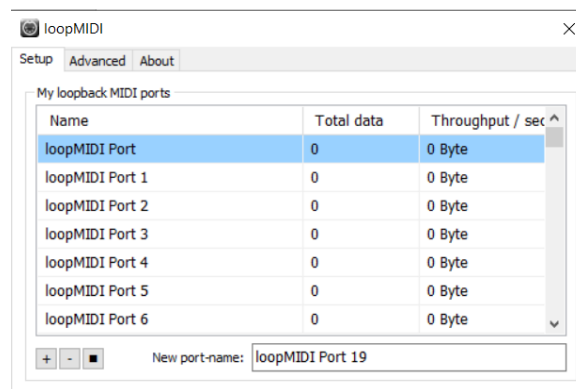 loopMIDI
Setup Advanced About
My loopback MIDI ports
Name Total data Throughput / sec
loopMIDI Port 0 0 Byte
loopMIDI Port 1 0 0 Byte
loopMIDI Port 2 0 0 Byte
loopMIDI Port 3 0 0 Byte
loopMIDI Port 4 0 0 Byte
loopMIDI Port 5 0 0 Byte
loopMIDI Port 6 0 0 Byte
+ - New port-name: loopMIDI Port 19